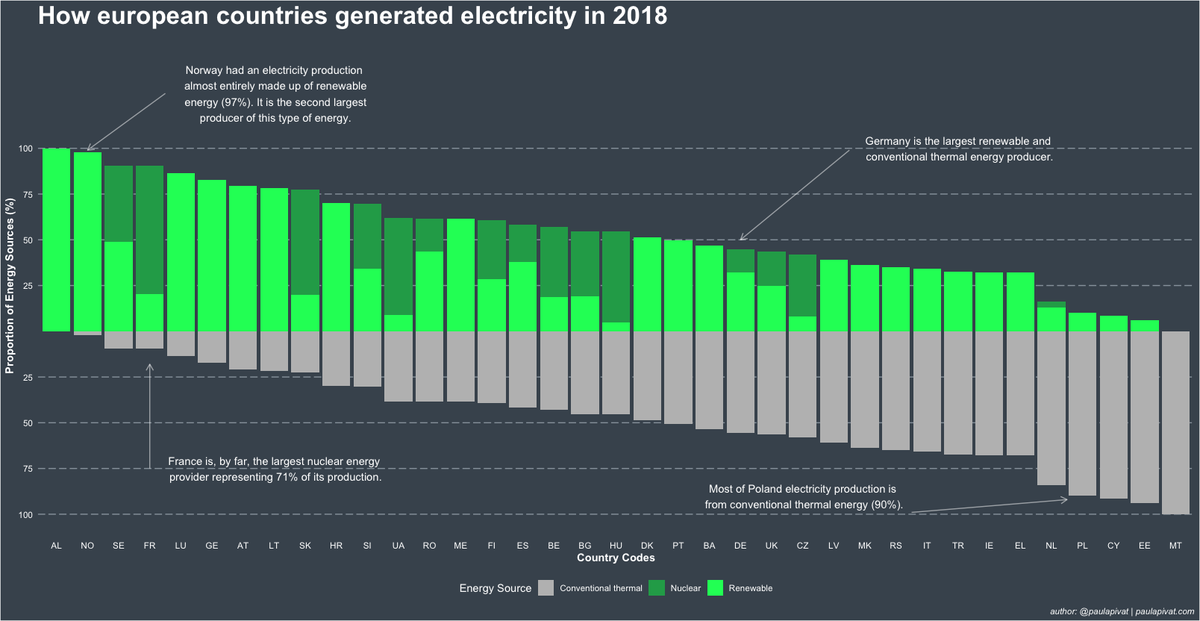 How european countries generated electricity in 2018
Norway had an electricity production
almost entirely made up of renewable
energy (97%). It is the second largest
producer of this type of energy.
Germany is the largest renewable and
conventional thermal energy producer.
100
75
50
25
25
50
75
100
Proportion of Energy Sources (%)
France is, by far, the largest nuclear energy
provider representing 71% of its production.
Most of Poland electricity production is
from conventional thermal energy (90%).
AL NO SE FR LU GE AT LT SK HR SI UA RO ME FI ES BE BG HU DK PT BA DE UK CZ LV MK RS IT TR IE EL NL PL CY EE MT
Country Codes
Energy Source Conventional thermal Nuclear Renewable
author: @paulapivat | paulapivat.com